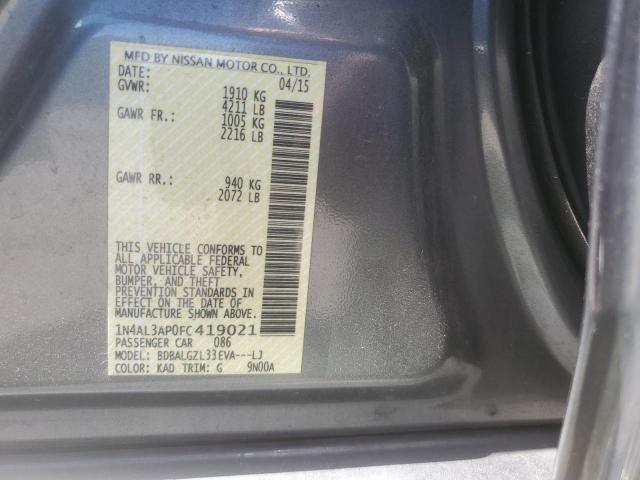 MFD BY NISSAN MOTOR CO., LTD.
DATE: 04/15
GVWR: 1910 KG
4211 LB
GAWR FR.: 1005 KG
2216 LB
GAWR RR.: 940 KG
2072 LB
THIS VEHICLE CONFORMS TO
ALL APPLICABLE FEDERAL
MOTOR VEHICLE SAFETY,
BUMPER, AND THEFT
PREVENTION STANDARDS IN
EFFECT ON THE DATE OF
MANUFACTURE SHOWN ABOVE.
1N4AL3AP0FC419021
PASSENGER CAR 086
MODEL: BDBALGZL33EVA---LJ
COLOR: KAD TRIM: G 9N00A